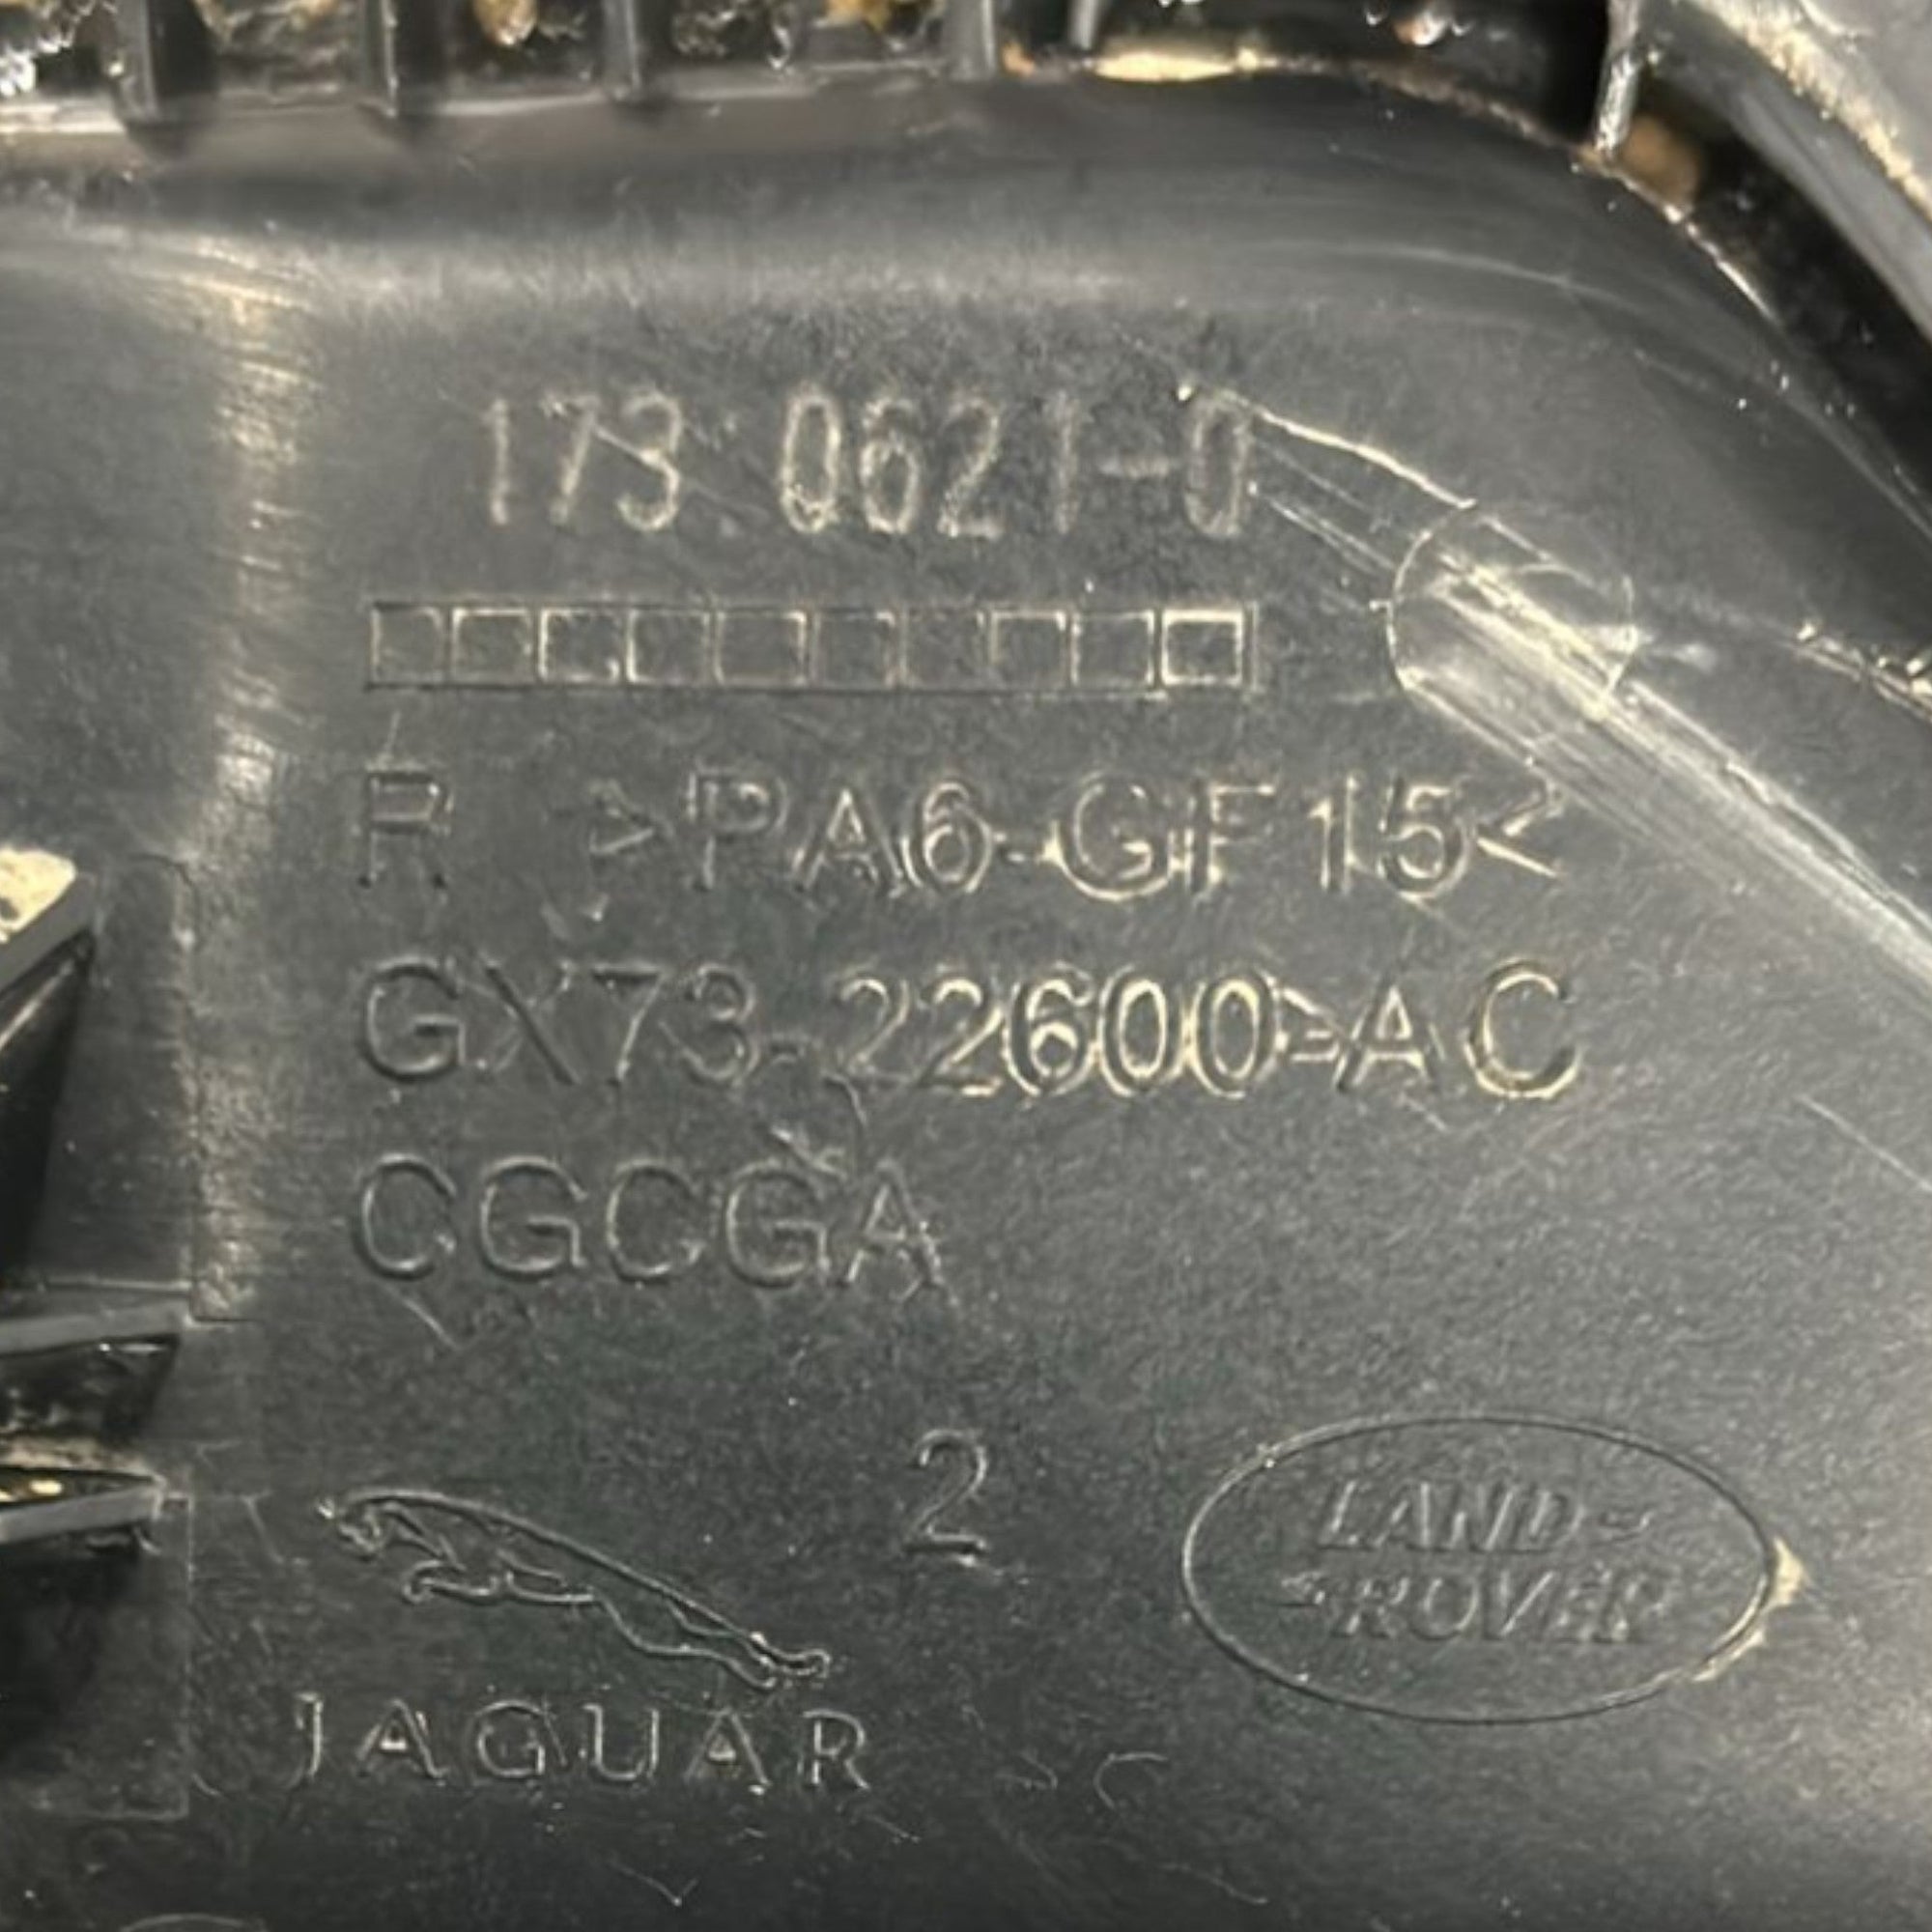 173 0621-0
R >PA6-GF15<
GX73-22600-AC
CGCGA
2
LAND-
-ROVER
JAGUAR